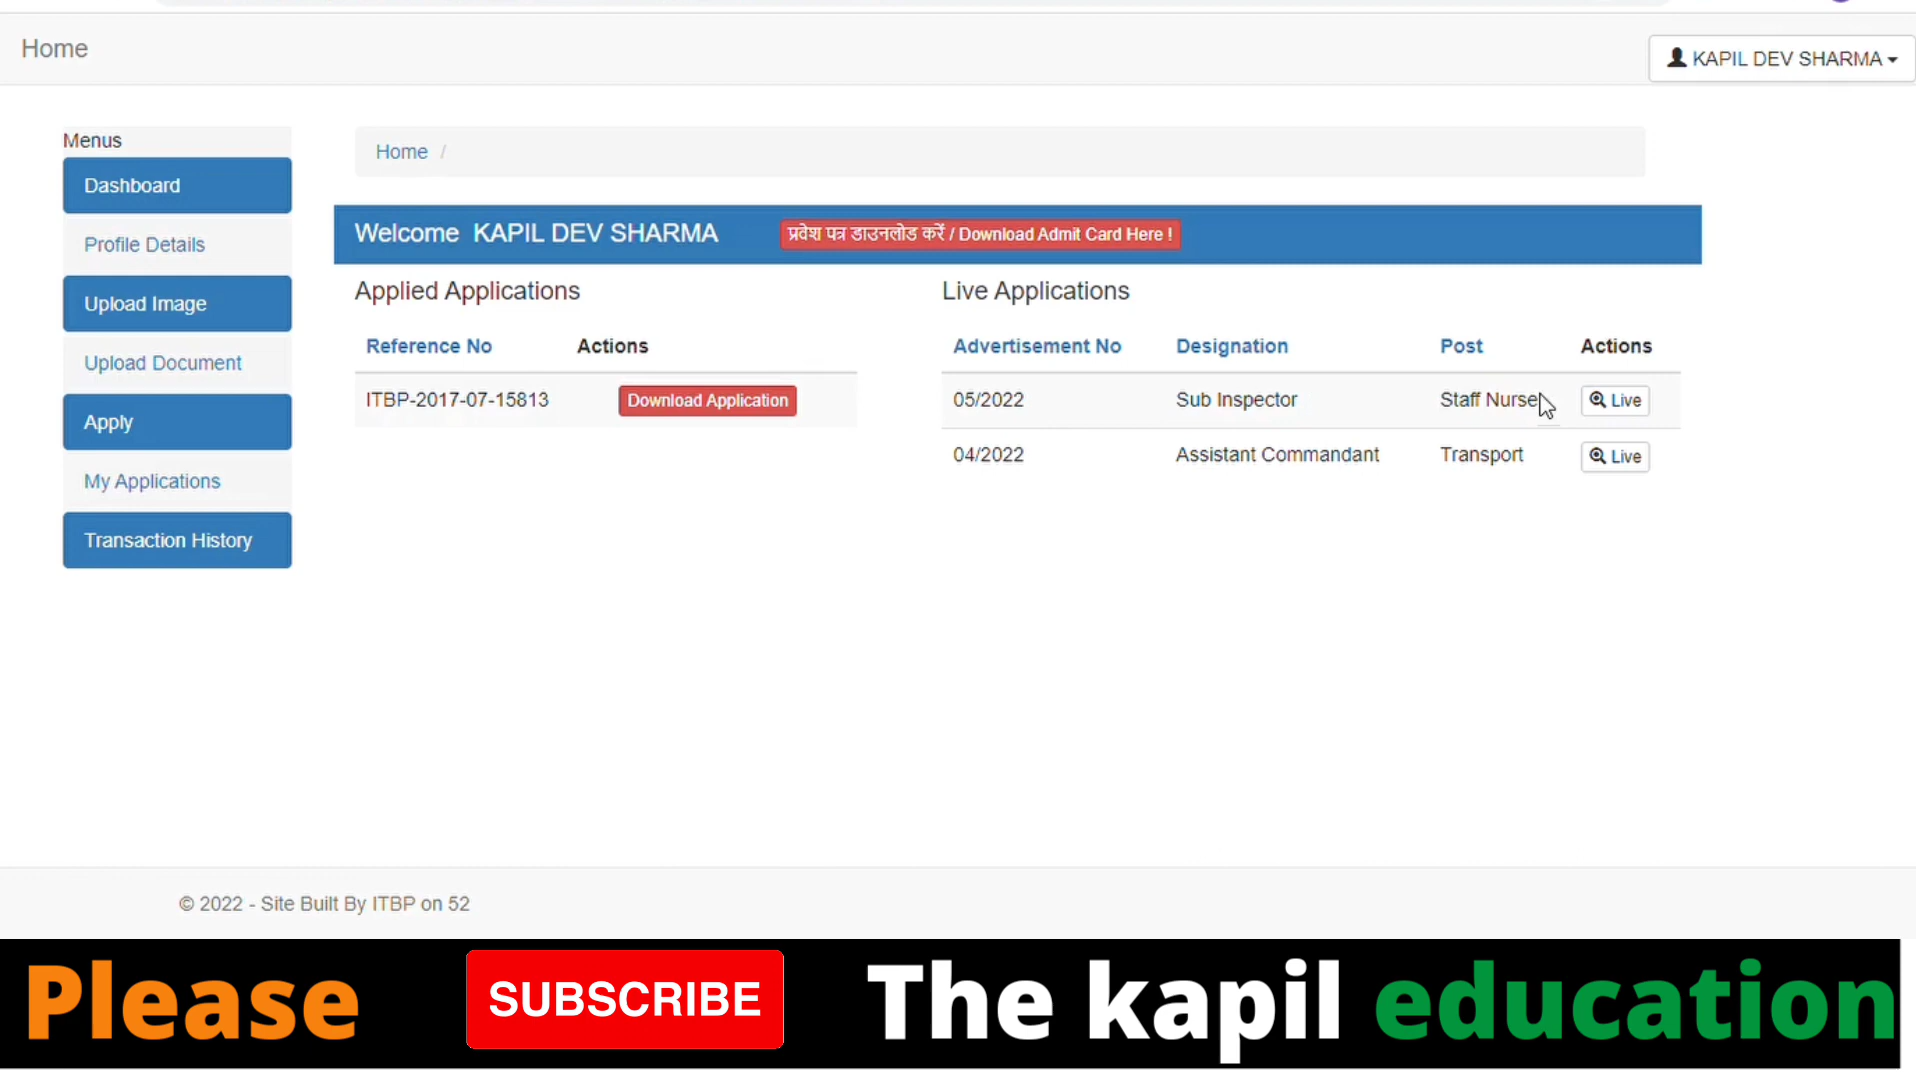 Home
KAPIL DEV SHARMA
Menus
Dashboard
Profile Details
Upload Image
Upload Document
Apply
My Applications
Transaction History
Home /
Welcome KAPIL DEV SHARMA
प्रवेश पत्र डाउनलोड करें / Download Admit Card Here !
Applied Applications
Reference No Actions
ITBP-2017-07-15813 Download Application
Live Applications
Advertisement No Designation Post Actions
05/2022 Sub Inspector Staff Nurse Live
04/2022 Assistant Commandant Transport Live
© 2022 - Site Built By ITBP on 52
Please SUBSCRIBE The kapil education